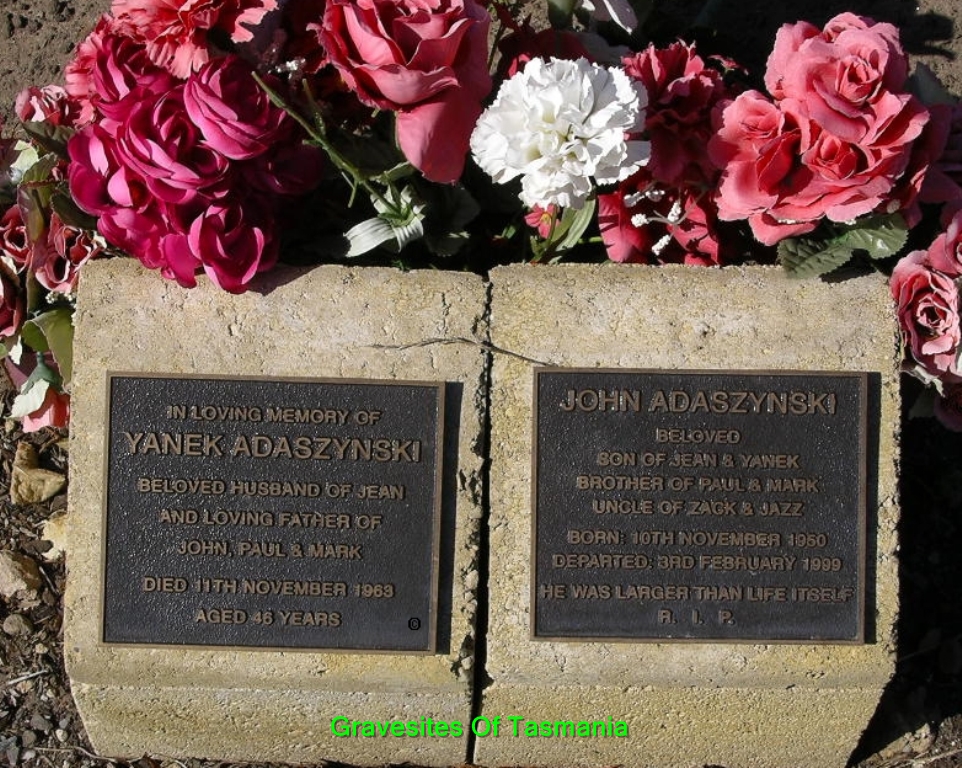 IN LOVING MEMORY OF
YANEK ADASZYNSKI
BELOVED HUSBAND OF JEAN
AND LOVING FATHER OF
JOHN, PAUL & MARK
DIED 11TH NOVEMBER 1963
AGED 46 YEARS
©
JOHN ADASZYNSKI
BELOVED
SON OF JEAN & YANEK
BROTHER OF PAUL & MARK
UNCLE OF ZACK & JAZZ
BORN: 10TH NOVEMBER 1950
DEPARTED: 3RD FEBRUARY 1999
HE WAS LARGER THAN LIFE ITSELF
R. I. P.
Gravesites Of Tasmania